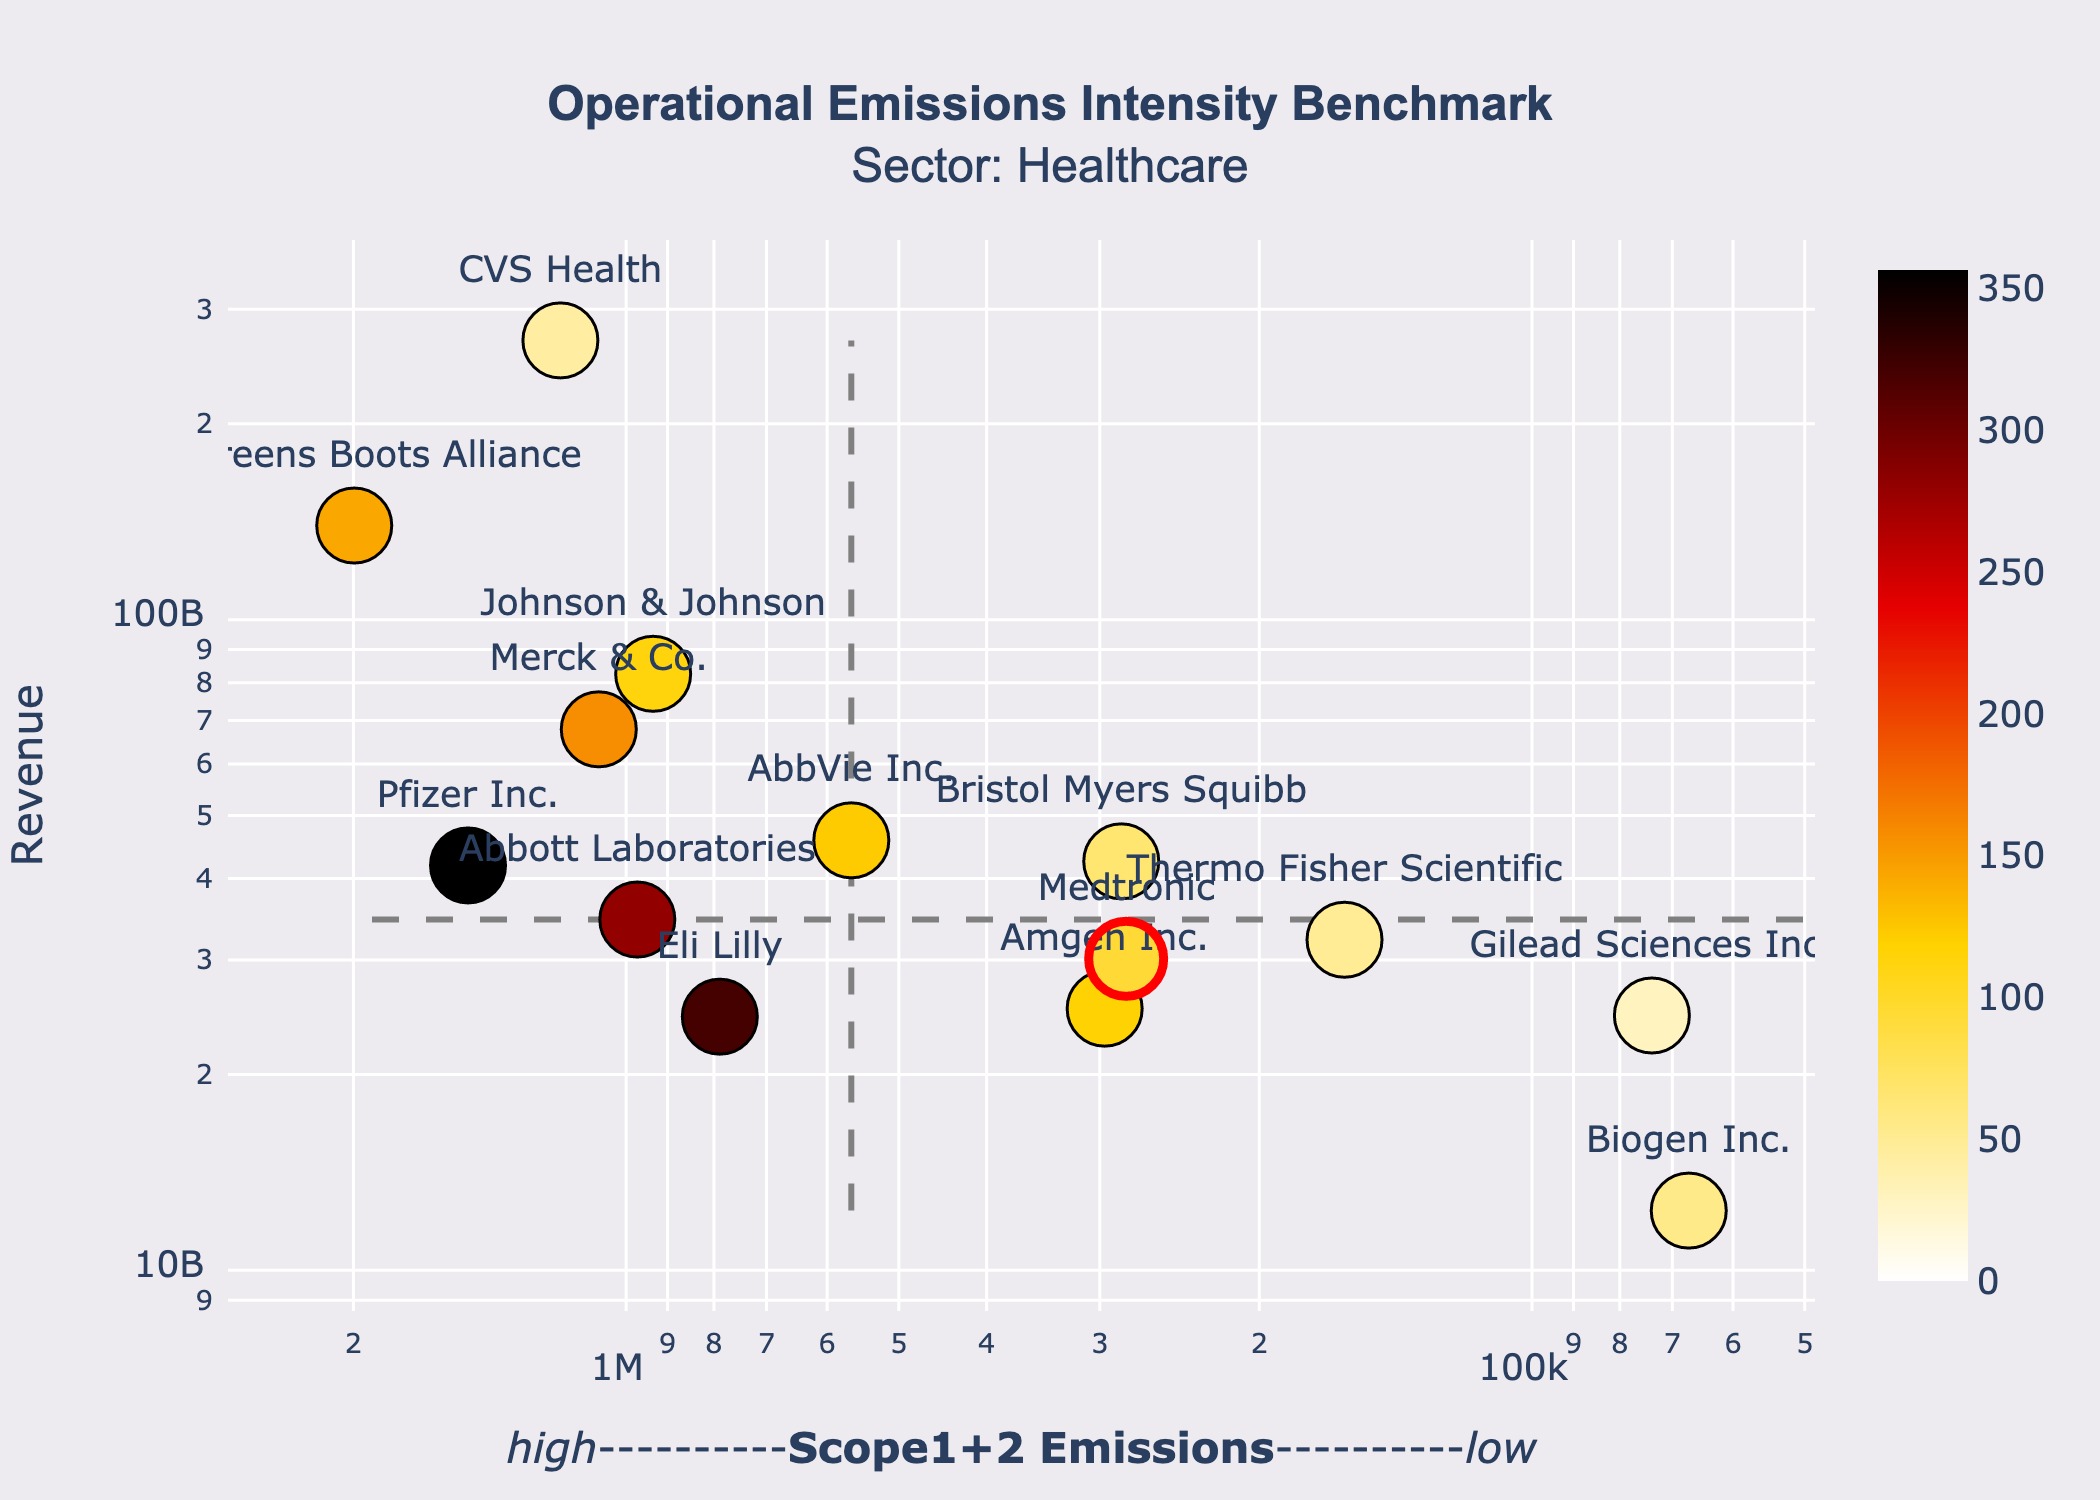 Operational Emissions Intensity Benchmark
Sector: Healthcare
CVS Health
reens Boots Alliance
Johnson & Johnson
Merck & Co.
AbbVie Inc.
Bristol Myers Squibb
Pfizer Inc.
Abbott Laboratories
Thermo Fisher Scientific
Medtronic
Amgen Inc.
Eli Lilly
Gilead Sciences Inc
Biogen Inc.
Revenue
3
2
100B
9
8
7
6
5
4
3
2
10B
9
2
1M
9
8
7
6
5
4
3
2
100k
9
8
7
6
5
high----------Scope1+2 Emissions----------low
350
300
250
200
150
100
50
0